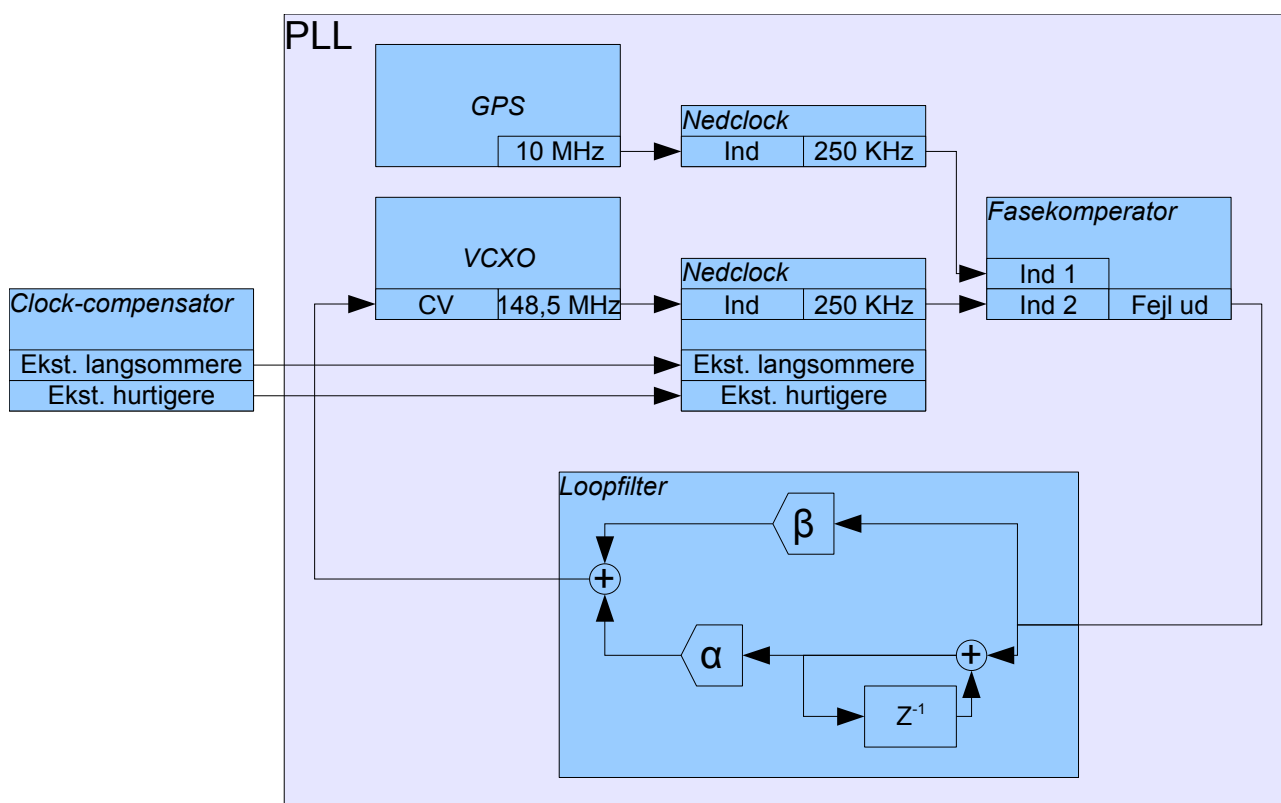 PLL
GPS
10 MHz
Nedclock
Ind
250 KHz
VCXO
CV
148,5 MHz
Nedclock
Ind
250 KHz
Ekst. langsommere
Ekst. hurtigere
Fasekomperator
Ind 1
Ind 2
Fejl ud
Clock-compensator
Ekst. langsommere
Ekst. hurtigere
Loopfilter
β
+
α
+
Z⁻¹